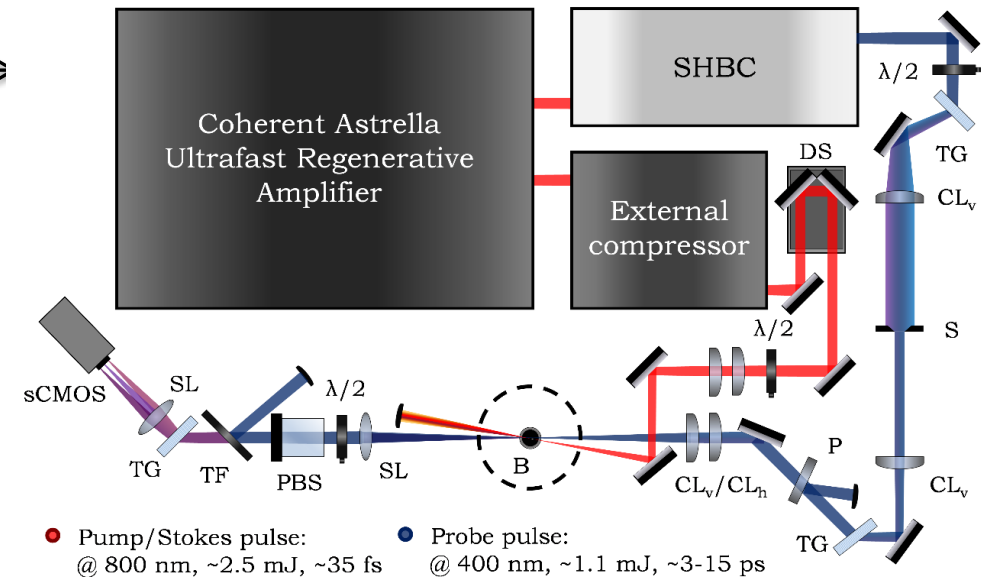 Coherent Astrella
Ultrafast Regenerative
Amplifier
SHBC
λ/2
TG
DS
CLᵥ
External
compressor
S
λ/2
sCMOS
SL
λ/2
TG
TF
PBS
SL
B
CLᵥ/CLₕ
P
CLᵥ
TG
Pump/Stokes pulse:
@ 800 nm, ~2.5 mJ, ~35 fs
Probe pulse:
@ 400 nm, ~1.1 mJ, ~3-15 ps